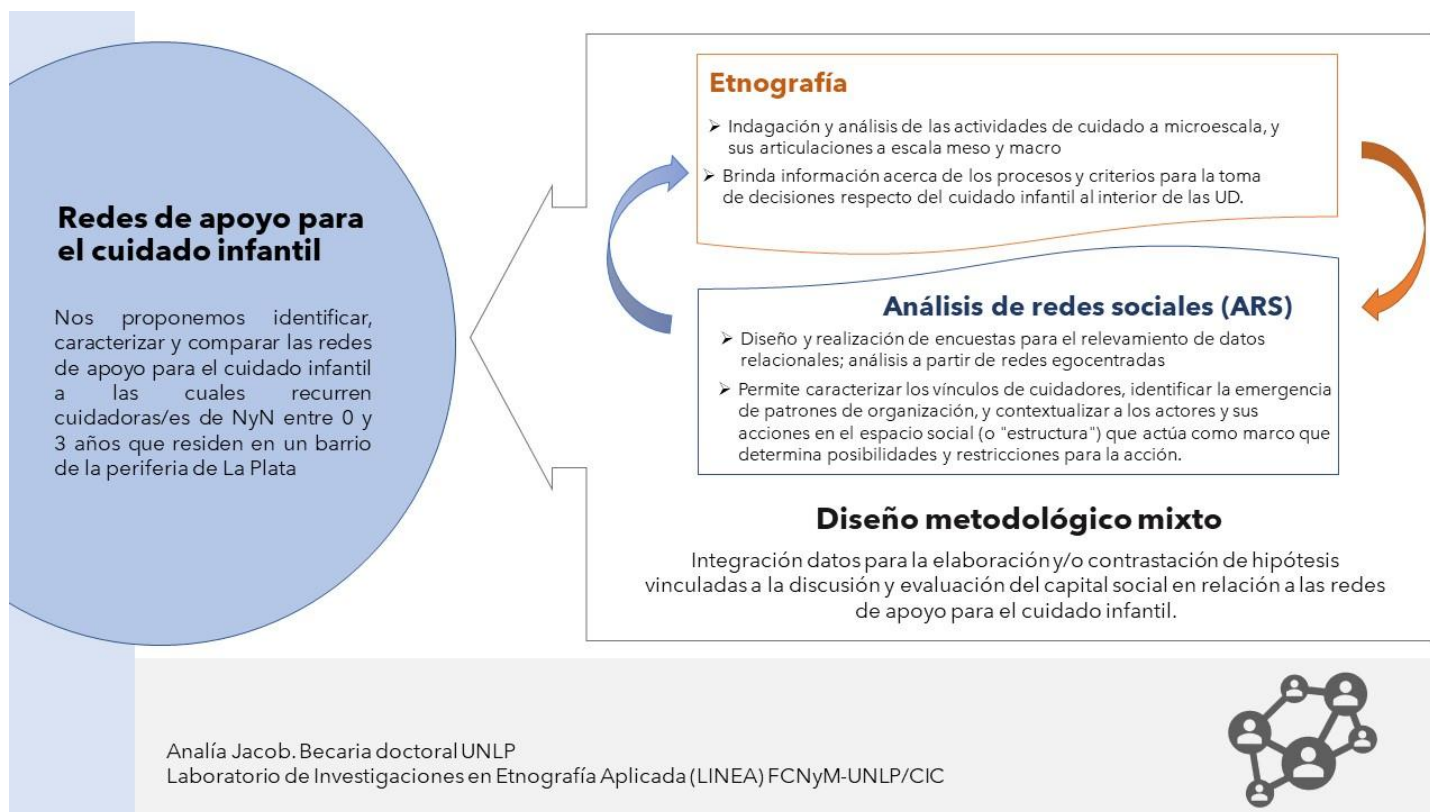 Redes de apoyo para
el cuidado infantil
Nos proponemos identificar,
caracterizar y comparar las redes
de apoyo para el cuidado infantil
a las cuales recurren
cuidadoras/es de NyN entre 0 y
3 años que residen en un barrio
de la periferia de La Plata
Etnografía
➢ Indagación y análisis de las actividades de cuidado a microescala, y
sus articulaciones a escala meso y macro
➢ Brinda información acerca de los procesos y criterios para la toma
de decisiones respecto del cuidado infantil al interior de las UD.
Análisis de redes sociales (ARS)
➢ Diseño y realización de encuestas para el relevamiento de datos
relacionales; análisis a partir de redes egocentradas
➢ Permite caracterizar los vínculos de cuidadores, identificar la emergencia
de patrones de organización, y contextualizar a los actores y sus
acciones en el espacio social (o "estructura") que actúa como marco que
determina posibilidades y restricciones para la acción.
Diseño metodológico mixto
Integración datos para la elaboración y/o contrastación de hipótesis
vinculadas a la discusión y evaluación del capital social en relación a las redes
de apoyo para el cuidado infantil.
Analía Jacob. Becaria doctoral UNLP
Laboratorio de Investigaciones en Etnografía Aplicada (LINEA) FCNyM-UNLP/CIC